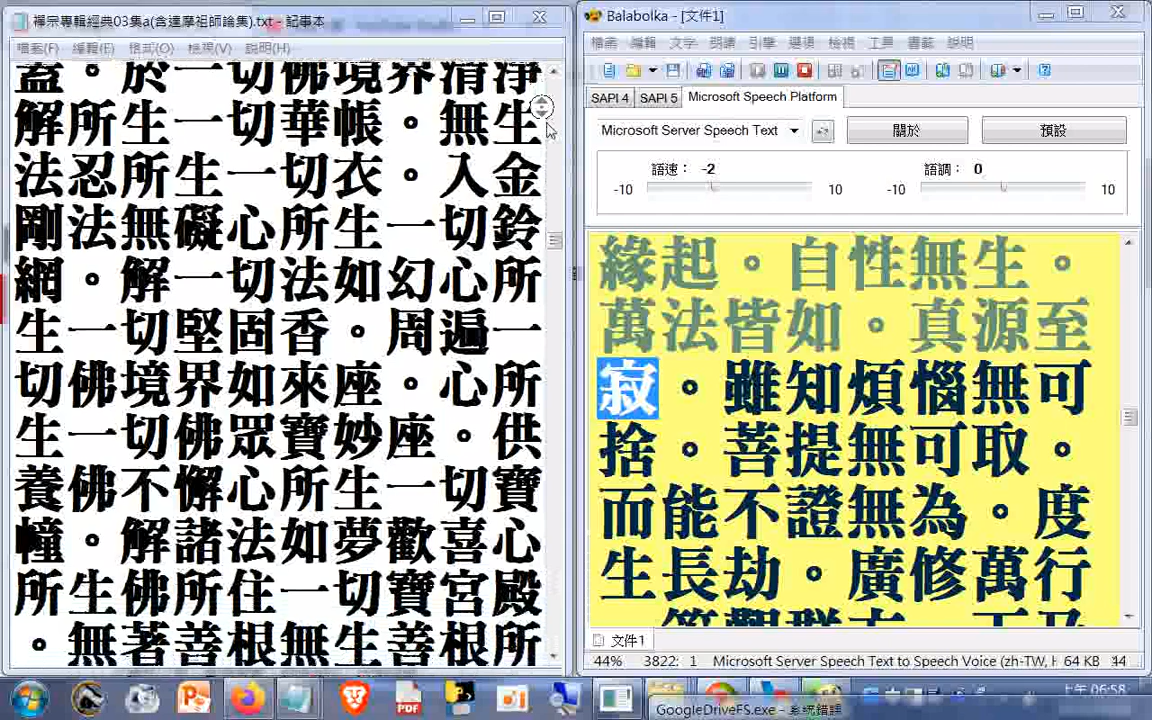 禪宗專輯經典03集a(含達摩祖師論集).txt - 記事本
檔案(F) 編輯(E) 格式(O) 檢視(V) 說明(H)
蓋。於一切佛境界清淨
解所生一切華帳。無生
法忍所生一切衣。入金
剛法無礙心所生一切鈴
網。解一切法如幻心所
生一切堅固香。周遍一
切佛境界如來座。心所
生一切佛眾寶妙座。供
養佛不懈心所生一切寶
幢。解諸法如夢歡喜心
所生佛所住一切寶宮殿
。無著善根無生善根所
Balabolka - [文件1]
檔案 編輯 文字 朗讀 引擎 選項 檢視 工具 書籤 說明
SAPI 4 SAPI 5 Microsoft Speech Platform
Microsoft Server Speech Text 關於 預設
語速: -2 語調: 0
-10 10 -10 10
緣起。自性無生。
萬法皆如。真源至
寂。雖知煩惱無可
捨。菩提無可取。
而能不證無為。度
生長劫。廣修萬行
文件1
44% 3822: 1 Microsoft Server Speech Text to Speech Voice (zh-TW, H 64 KB 44
上午 06:58
GoogleDriveFS.exe - 系統錯誤